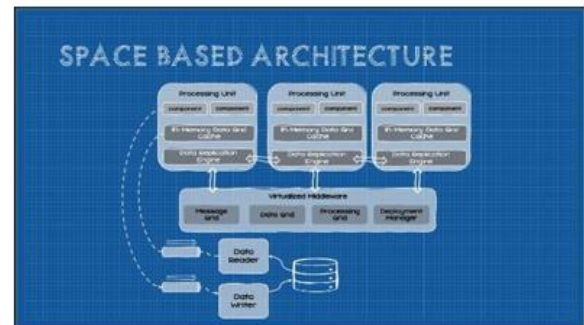 SPACE BASED ARCHITECTURE
Processing Unit Processing Unit Processing Unit
component component component component component component
In-Memory Data Grid In-Memory Data Grid In-Memory Data Grid
Cache Cache Cache
Data Replication Data Replication Data Replication
Engine Engine Engine
Virtualized Middleware
Message Data Grid Processing Deployment
Grid Grid Manager
Data
Reader
Data
Writer